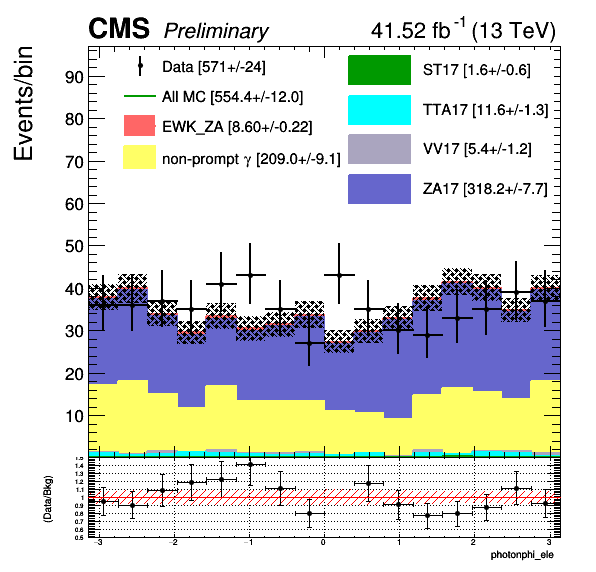 CMS Preliminary 41.52 fb⁻¹ (13 TeV)
Events/bin
90
80
70
60
50
40
30
20
10
Data [571+/-24]
All MC [554.4+/-12.0]
EWK_ZA [8.60+/-0.22]
non-prompt γ [209.0+/-9.1]
ST17 [1.6+/-0.6]
TTA17 [11.6+/-1.3]
VV17 [5.4+/-1.2]
ZA17 [318.2+/-7.7]
(Data/Bkg)
1.5
1.4
1.3
1.2
1.1
1
0.9
0.8
0.7
0.6
0.5
−3 −2 −1 0 1 2 3
photonphi_ele